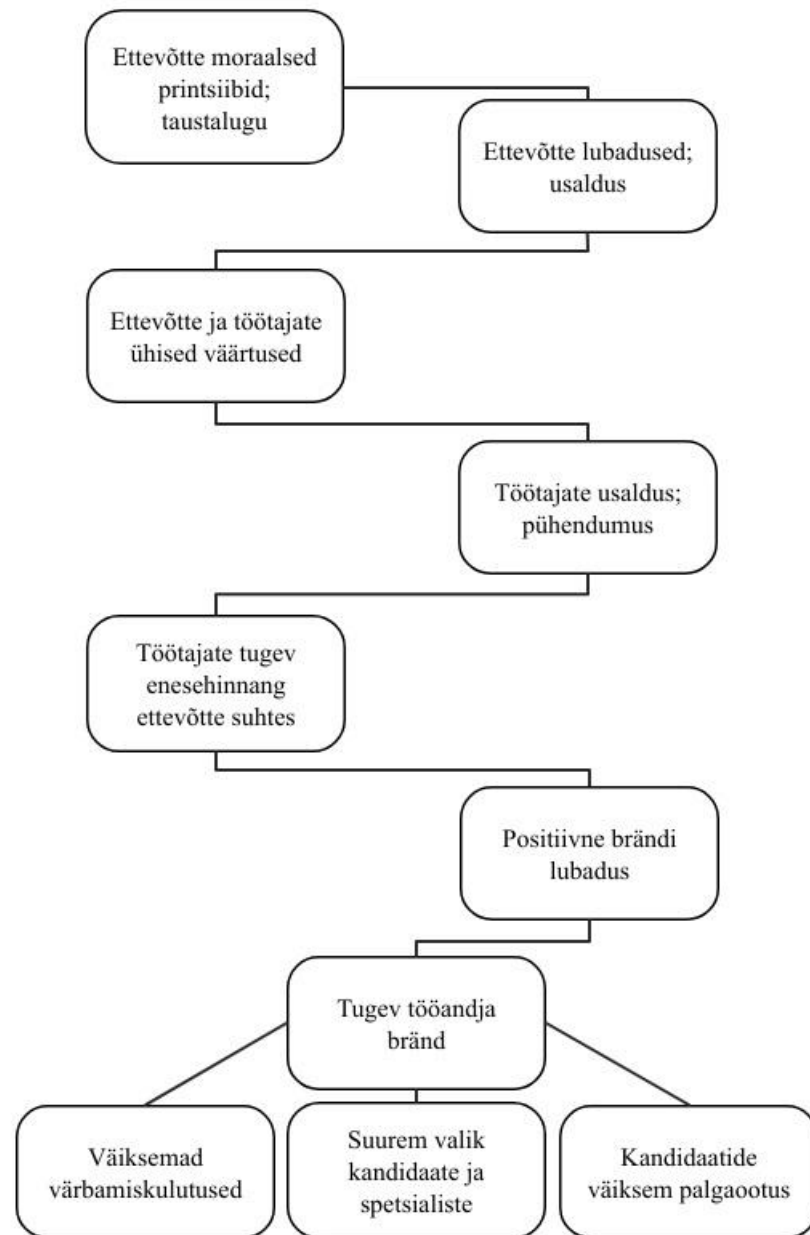 Ettevõtte moraalsed
printsiibid;
taustalugu
Ettevõtte lubadused;
usaldus
Ettevõtte ja töötajate
ühised väärtused
Töötajate usaldus;
pühendumus
Töötajate tugev
enesehinnang
ettevõtte suhtes
Positiivne brändi
lubadus
Tugev tööandja
bränd
Väiksemad
värbamiskulutused
Suurem valik
kandidaate ja
spetsialiste
Kandidaatide
väiksem palgaootus